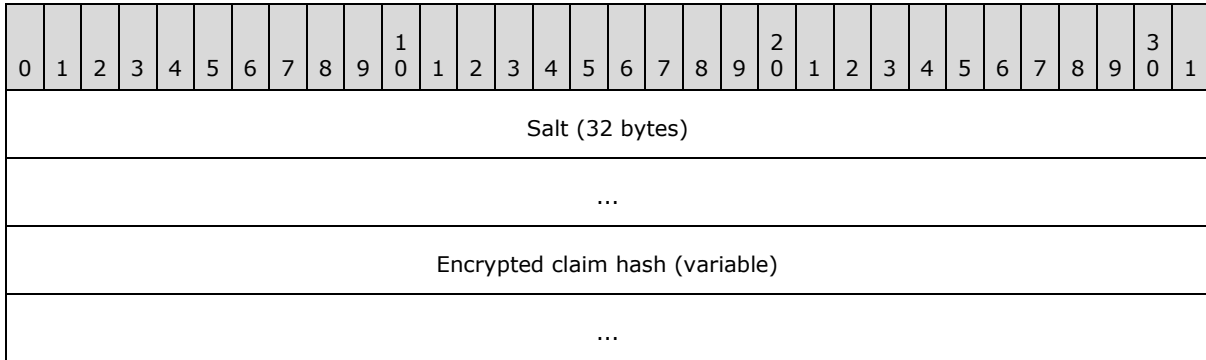 0 1 2 3 4 5 6 7 8 9 1 0 1 2 3 4 5 6 7 8 9 2 0 1 2 3 4 5 6 7 8 9 3 0 1
Salt (32 bytes)
...
Encrypted claim hash (variable)
...